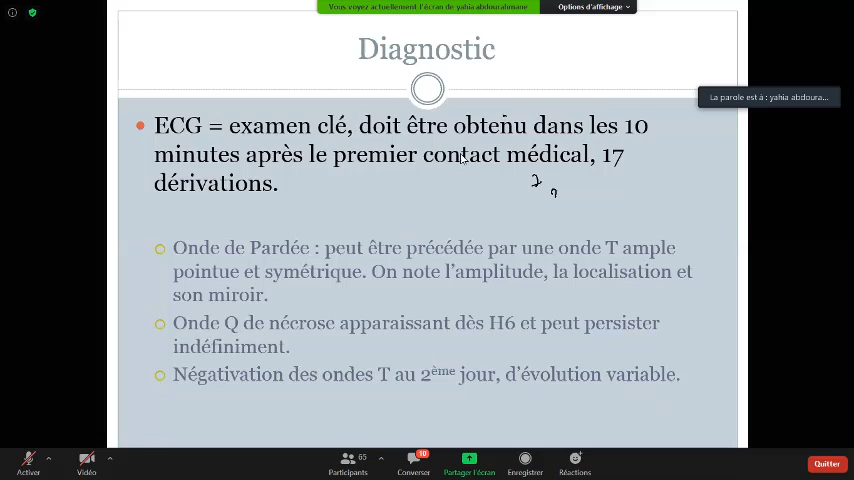 Vous voyez actuellement l'écran de yahia abdourahmane
Options d'affichage
Diagnostic
La parole est à : yahia abdoura...
ECG = examen clé, doit être obtenu dans les 10
minutes après le premier contact médical, 17
dérivations.
Onde de Pardée : peut être précédée par une onde T ample
pointue et symétrique. On note l'amplitude, la localisation et
son miroir.
Onde Q de nécrose apparaissant dès H6 et peut persister
indéfiniment.
Négativation des ondes T au 2ème jour, d'évolution variable.
65
10
Activer
Vidéo
Participants
Converser
Partager l'écran
Enregistrer
Réactions
Quitter